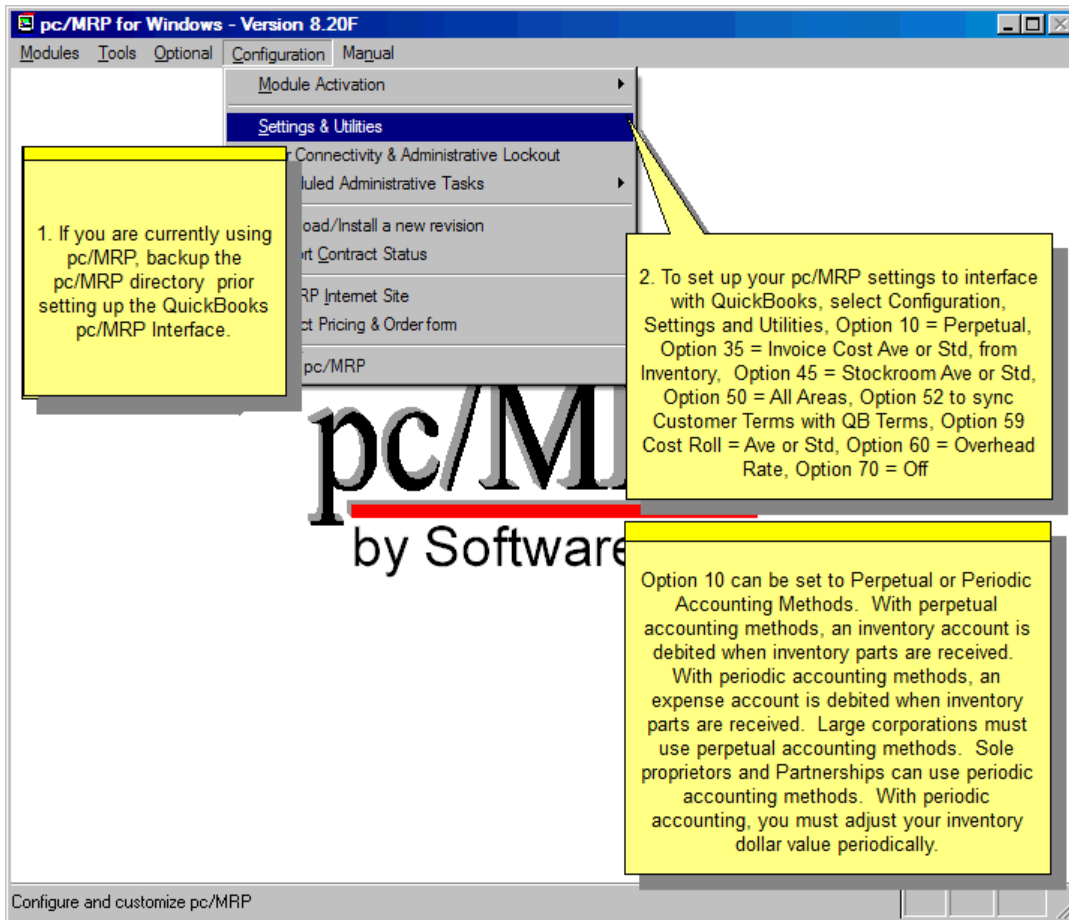 pc/MRP for Windows - Version 8.20F
Modules Tools Optional Configuration Manual
Module Activation
Settings & Utilities
Connectivity & Administrative Lockout
Administrative Tasks
/Install a new revision
Contract Status
Internet Site
Pricing & Order form
pc/MRP
1. If you are currently using
pc/MRP, backup the
pc/MRP directory prior
setting up the QuickBooks
pc/MRP Interface.
2. To set up your pc/MRP settings to interface
with QuickBooks, select Configuration,
Settings and Utilities, Option 10 = Perpetual,
Option 35 = Invoice Cost Ave or Std, from
Inventory, Option 45 = Stockroom Ave or Std,
Option 50 = All Areas, Option 52 to sync
Customer Terms with QB Terms, Option 59
Cost Roll = Ave or Std, Option 60 = Overhead
Rate, Option 70 = Off
pc/M
by Software
Option 10 can be set to Perpetual or Periodic
Accounting Methods. With perpetual
accounting methods, an inventory account is
debited when inventory parts are received.
With periodic accounting methods, an
expense account is debited when inventory
parts are received. Large corporations must
use perpetual accounting methods. Sole
proprietors and Partnerships can use periodic
accounting methods. With periodic
accounting, you must adjust your inventory
dollar value periodically.
Configure and customize pc/MRP